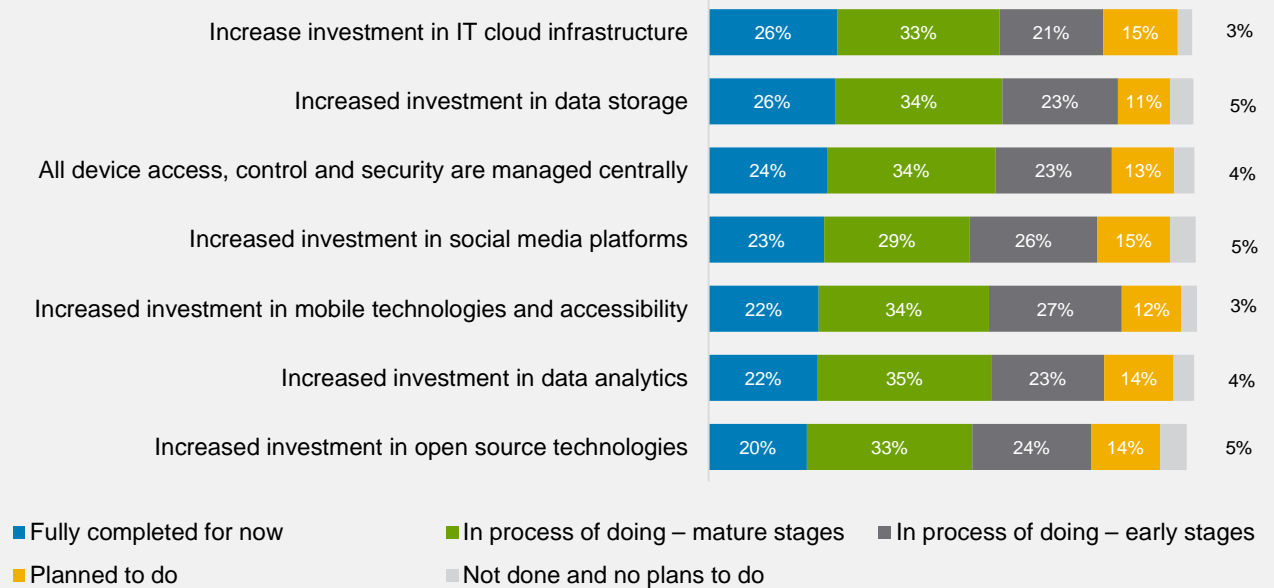 Increase investment in IT cloud infrastructure 26% 33% 21% 15% 3%
Increased investment in data storage 26% 34% 23% 11% 5%
All device access, control and security are managed centrally 24% 34% 23% 13% 4%
Increased investment in social media platforms 23% 29% 26% 15% 5%
Increased investment in mobile technologies and accessibility 22% 34% 27% 12% 3%
Increased investment in data analytics 22% 35% 23% 14% 4%
Increased investment in open source technologies 20% 33% 24% 14% 5%
Fully completed for now In process of doing – mature stages In process of doing – early stages
Planned to do Not done and no plans to do